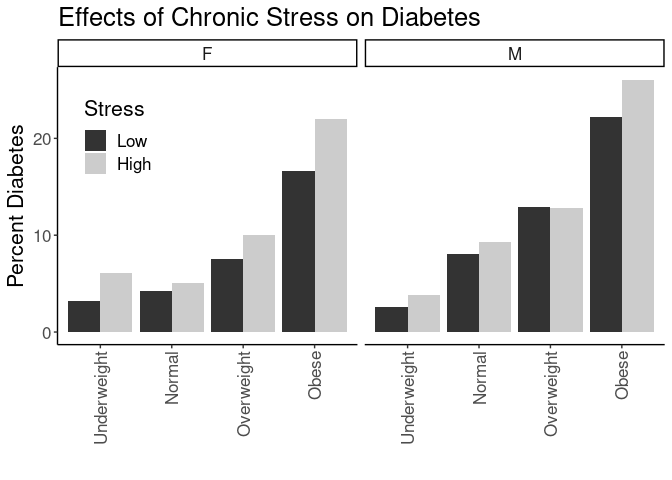 Effects of Chronic Stress on Diabetes
F
M
Percent Diabetes
20
10
0
Stress
Low
High
Underweight
Normal
Overweight
Obese
Underweight
Normal
Overweight
Obese